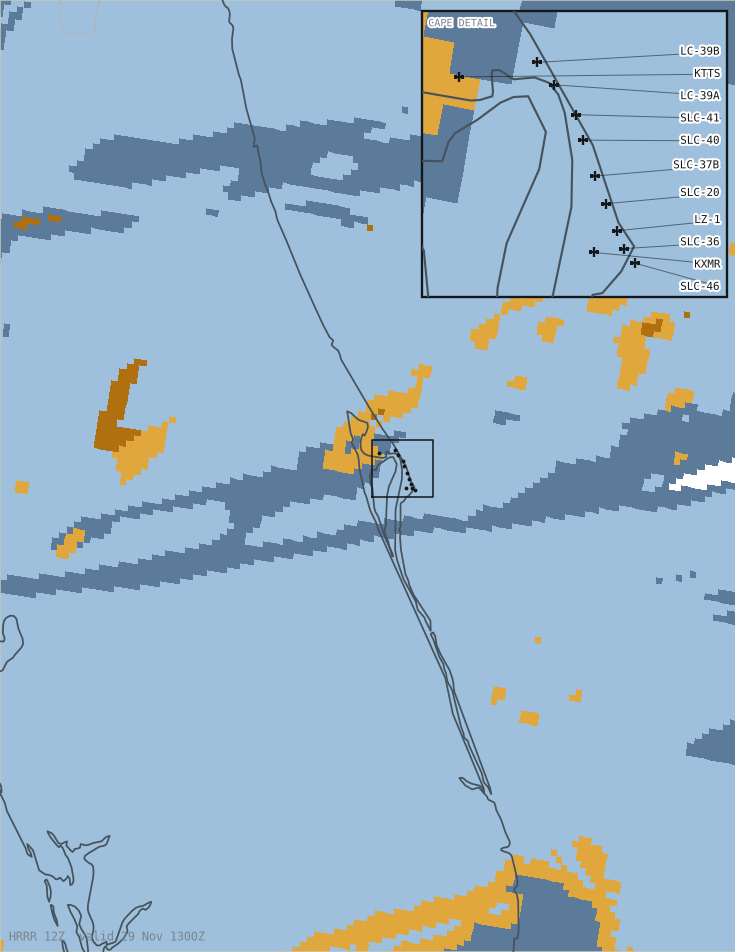 CAPE DETAIL
LC-39B
KTTS
LC-39A
SLC-41
SLC-40
SLC-37B
SLC-20
LZ-1
SLC-36
KXMR
SLC-46
HRRR 12Z valid 29 Nov 1300Z